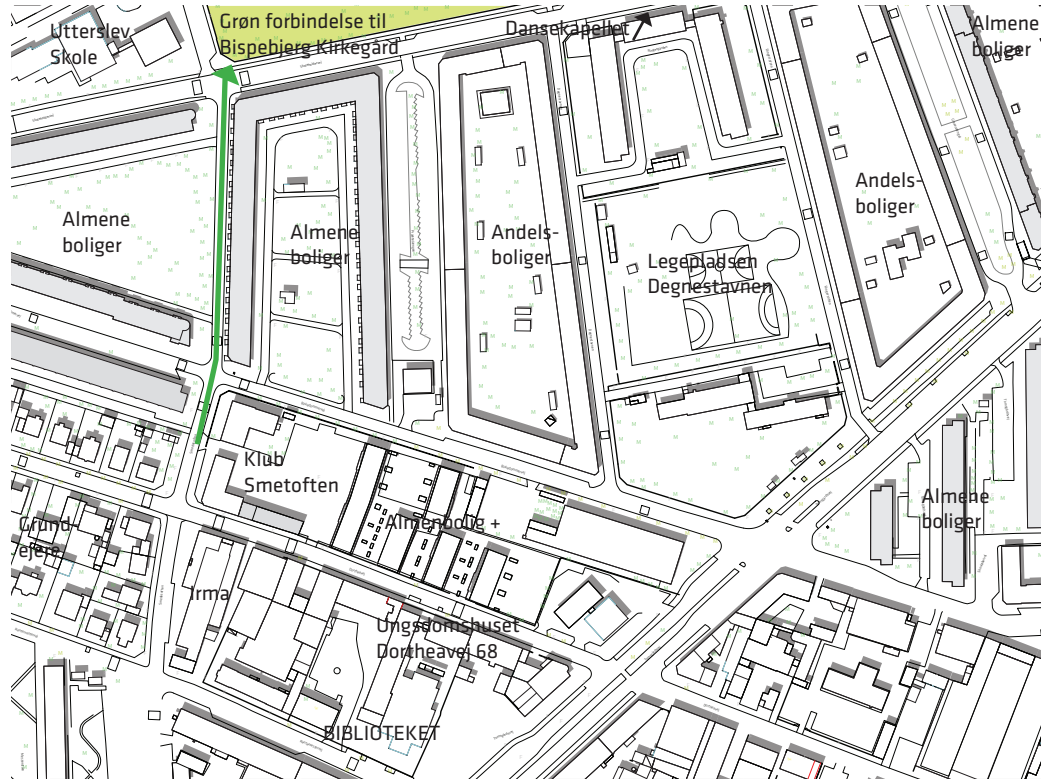 Utterslev
Skole
Grøn forbindelse til
Bispebjerg Kirkegård
Dansekapellet
Almene
boliger
Almene
boliger
Almene
boliger
Andels-
boliger
Legepladsen
Degnestavnen
Andels-
boliger
Klub
Smetoften
Almenbolig +
Almene
boliger
Grund-
ejere
Irma
Ungsdomshuset
Dortheavej 68
BIBLIOTEKET